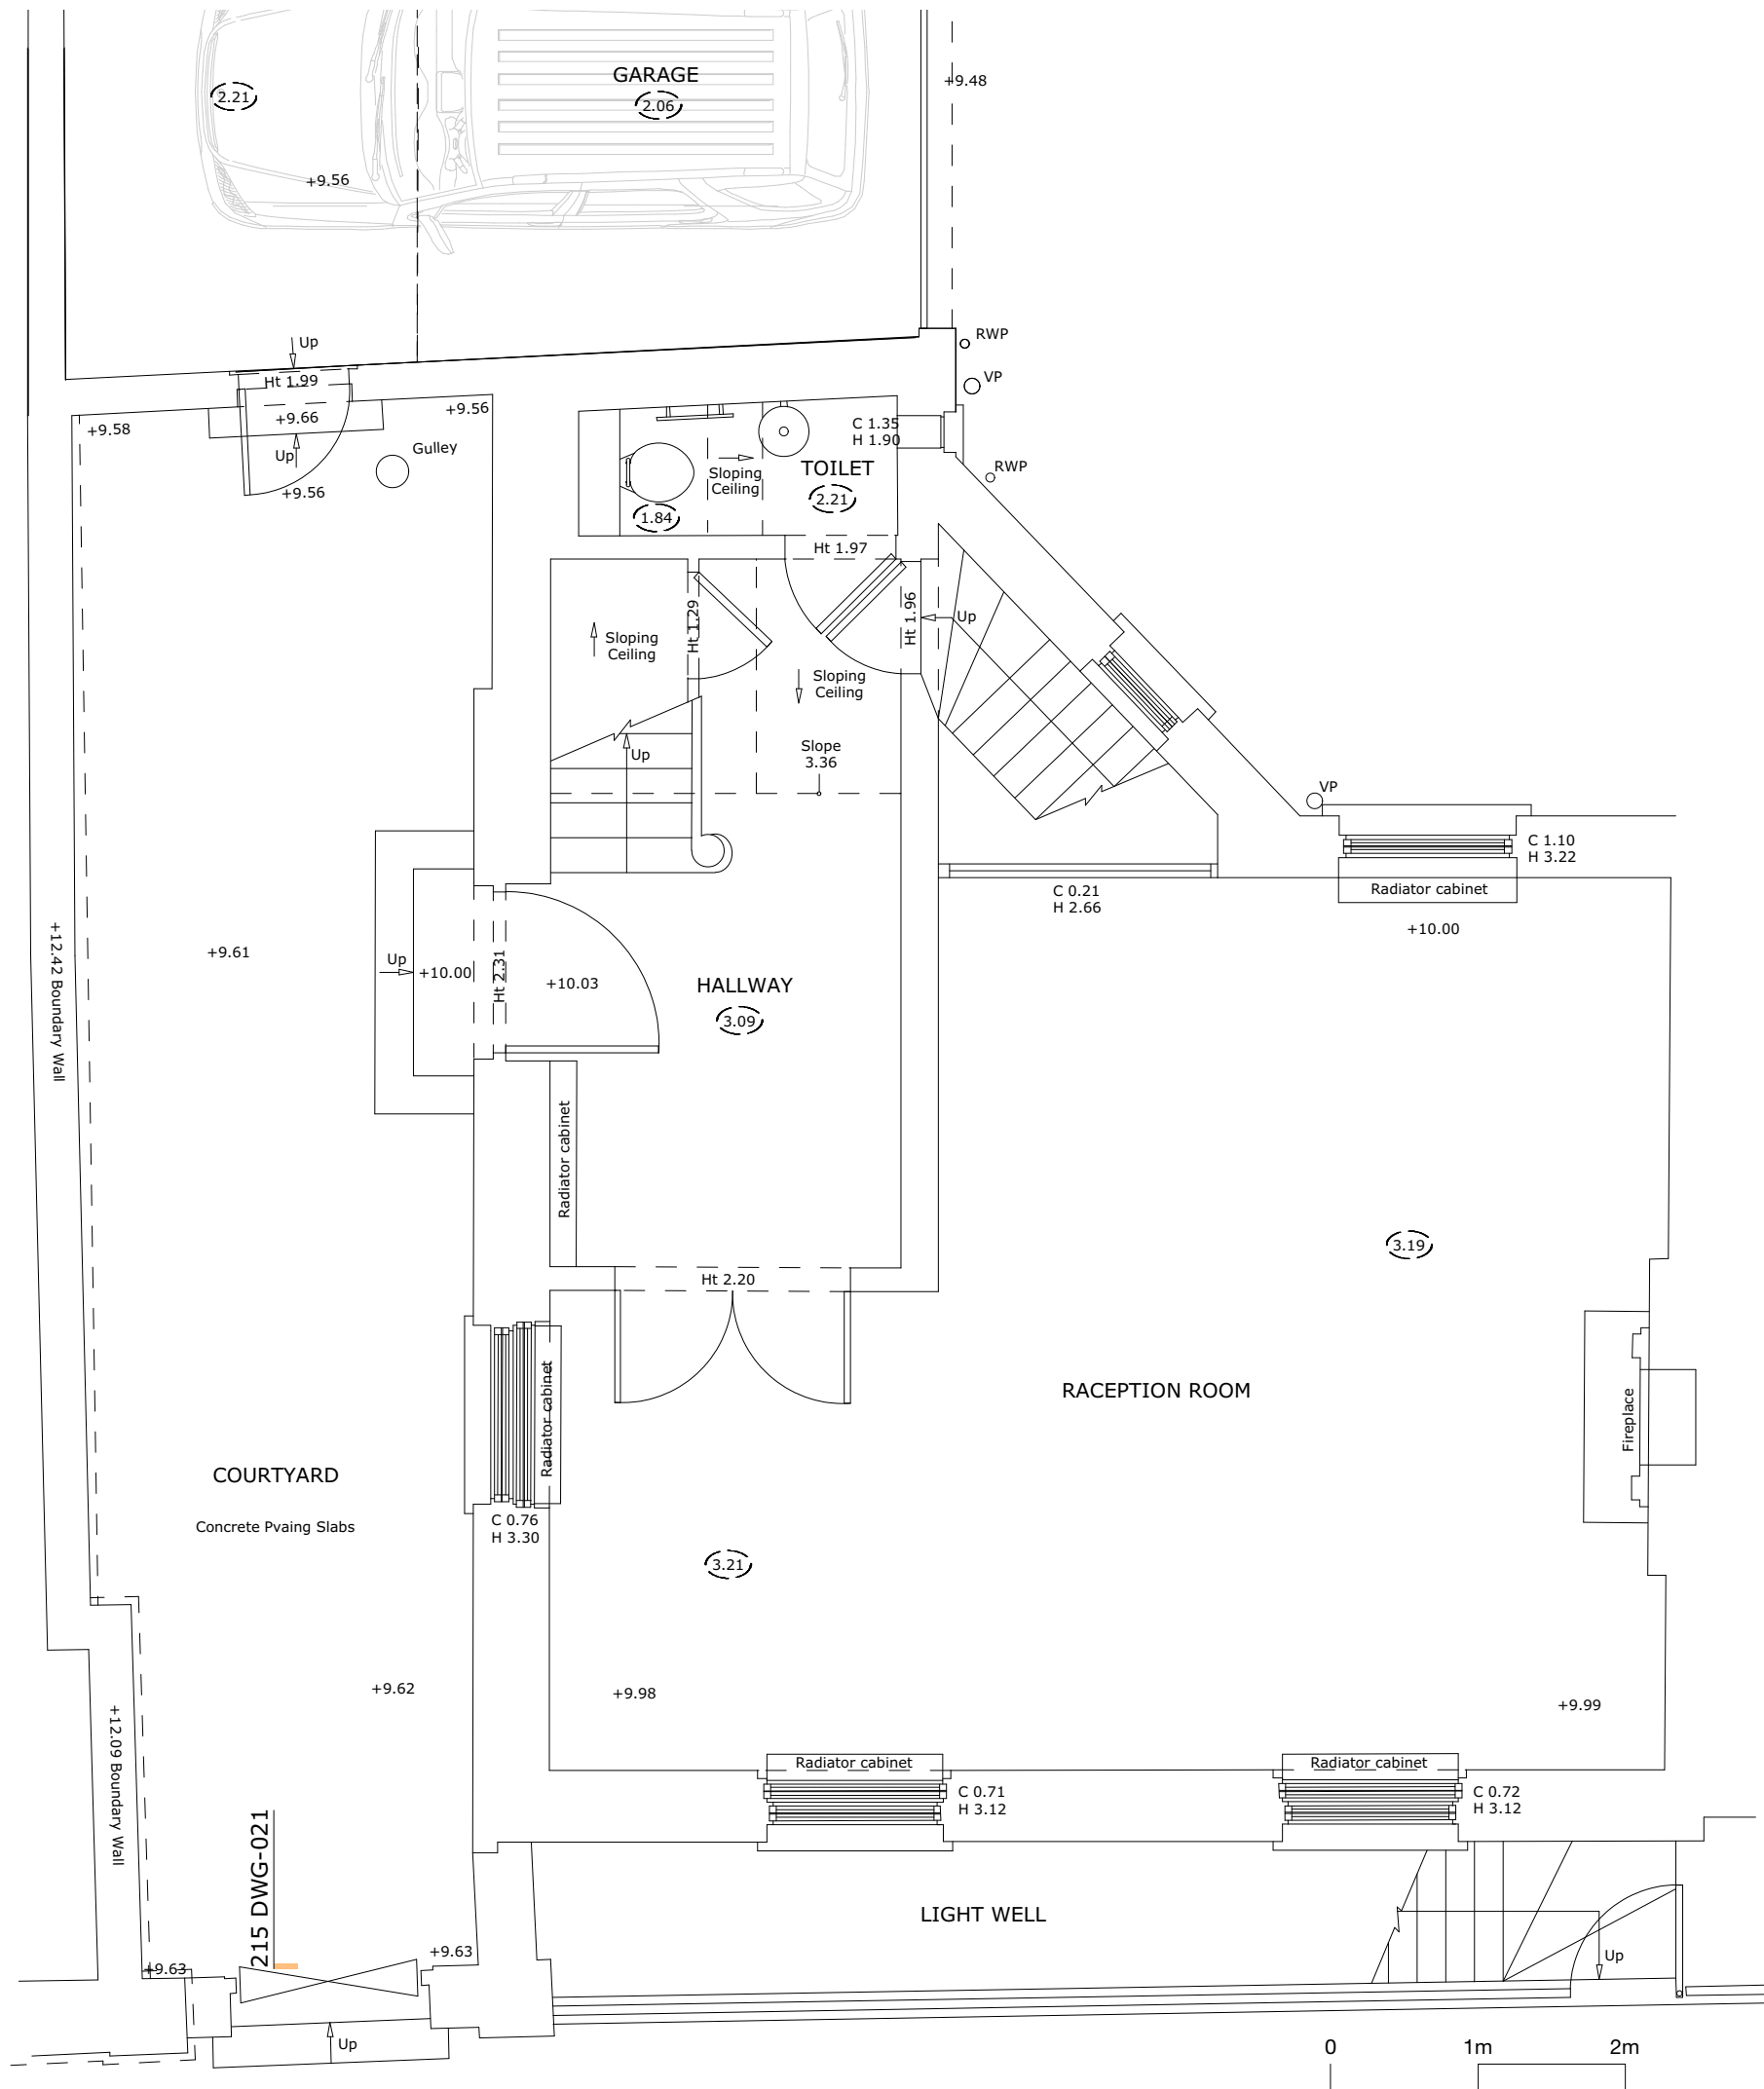 GARAGE
2.21
2.06
+9.48
+9.56
RWP
Up
VP
Ht 1.99
+9.58
+9.66
+9.56
C 1.35
H 1.90
Gulley
Up
TOILET
RWP
Sloping
Ceiling
+9.56
2.21
1.84
Ht 1.97
Ht 1.29
Ht 1.96
Up
Sloping
Ceiling
Sloping
Ceiling
Slope
3.36
Up
VP
C 1.10
H 3.22
Radiator cabinet
C 0.21
H 2.66
+10.00
+12.42 Boundary Wall
+9.61
Up
+10.00
Ht 2.31
+10.03
HALLWAY
3.09
Radiator cabinet
3.19
Ht 2.20
Radiator cabinet
RACEPTION ROOM
Fireplace
COURTYARD
Concrete Pvaing Slabs
C 0.76
H 3.30
3.21
+9.62
+9.98
+9.99
+12.09 Boundary Wall
Radiator cabinet
Radiator cabinet
C 0.71
H 3.12
C 0.72
H 3.12
215 DWG-021
LIGHT WELL
+9.63
+9.63
Up
Up
0
1m
2m